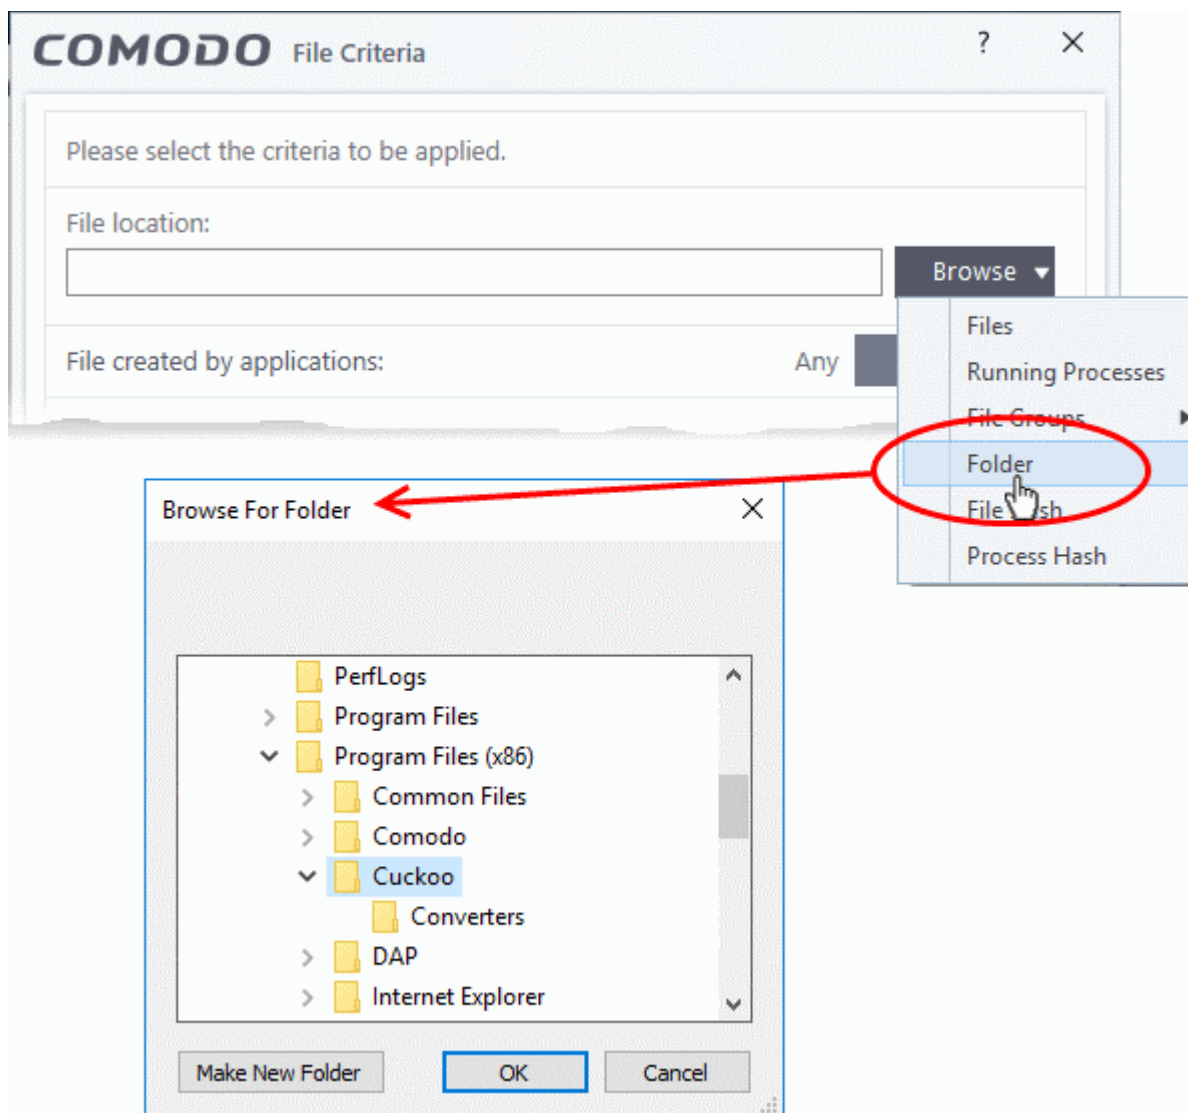 COMODO File Criteria ?
Please select the criteria to be applied.
File location:
Browse
Files
Running Processes
File Groups
Folder
File
Process Hash
File created by applications:
Any
Browse For Folder
PerfLogs
Program Files
Program Files (x86)
Common Files
Comodo
Cuckoo
Converters
DAP
Internet Explorer
Make New Folder
OK
Cancel